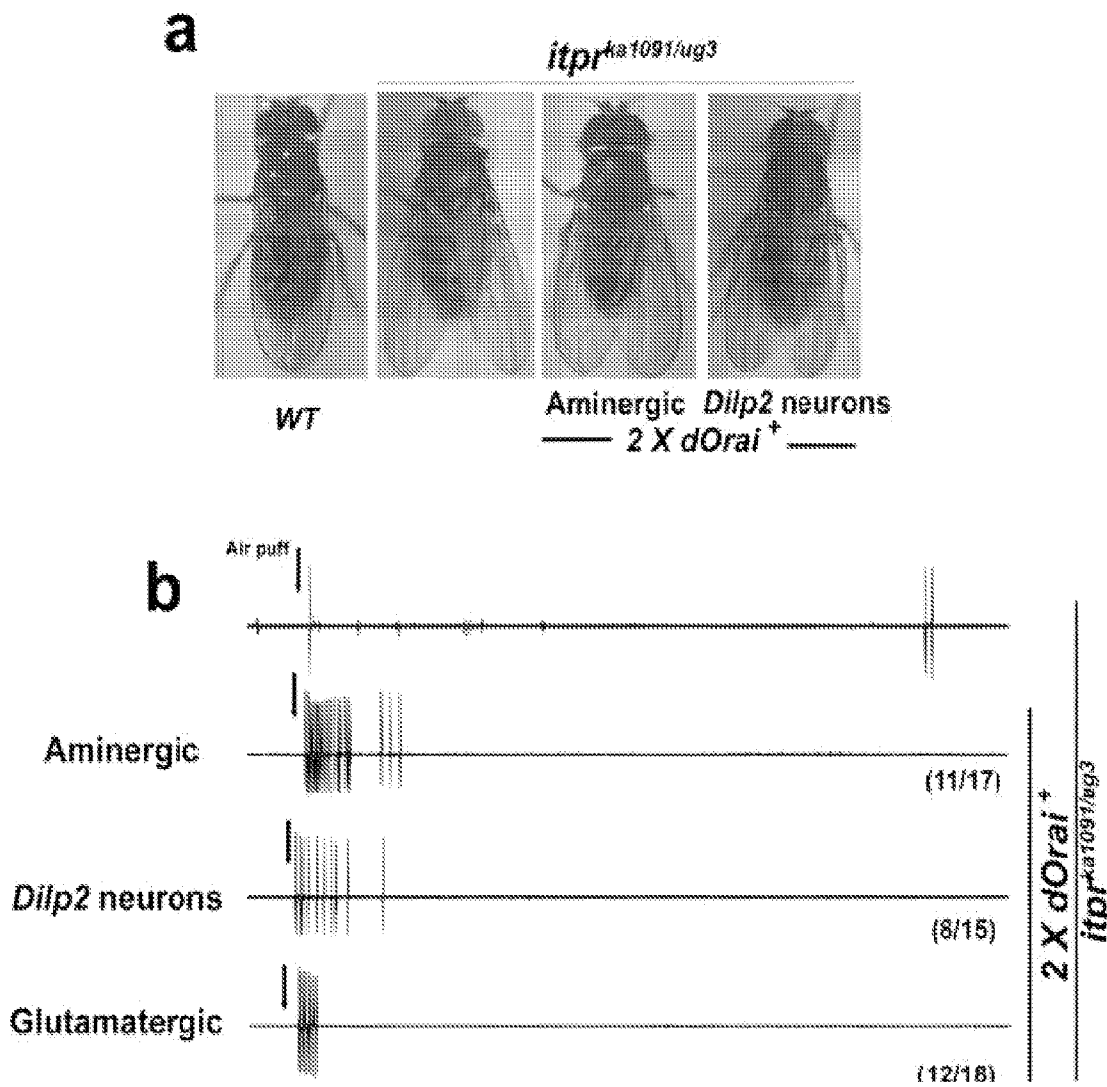 a
itpr^ka1091/ug3
WT
Aminergic Dilp2 neurons
2 X dOrai +
b
Air puff
Aminergic
(11/17)
Dilp2 neurons
(8/15)
Glutamatergic
(12/18)
2 X dOrai +
itpr^ka1091/ug3